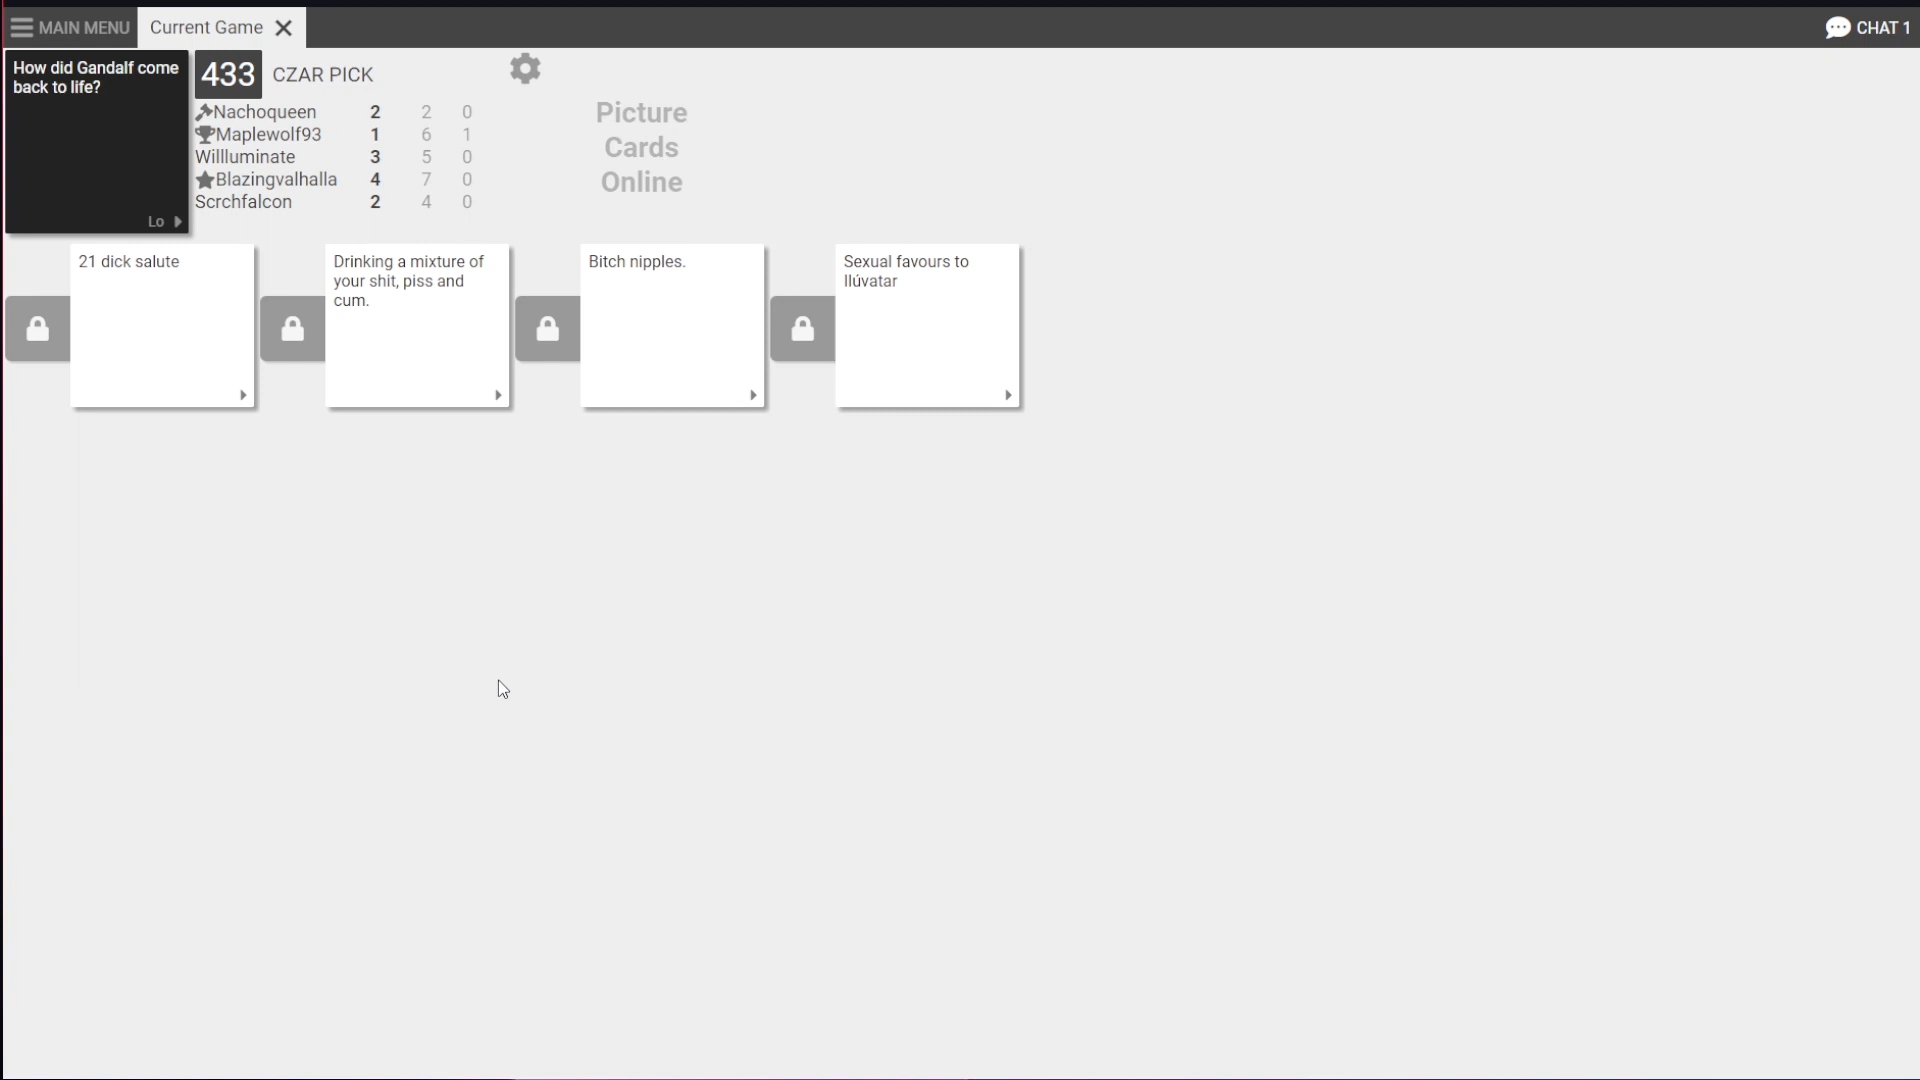 MAIN MENU
Current Game
CHAT 1
How did Gandalf come
back to life?
Lo
433
CZAR PICK
Nachoqueen 2 2 0
Maplewolf93 1 6 1
Willluminate 3 5 0
Blazingvalhalla 4 7 0
Scrchfalcon 2 4 0
Picture
Cards
Online
21 dick salute
Drinking a mixture of
your shit, piss and
cum.
Bitch nipples.
Sexual favours to
llúvatar